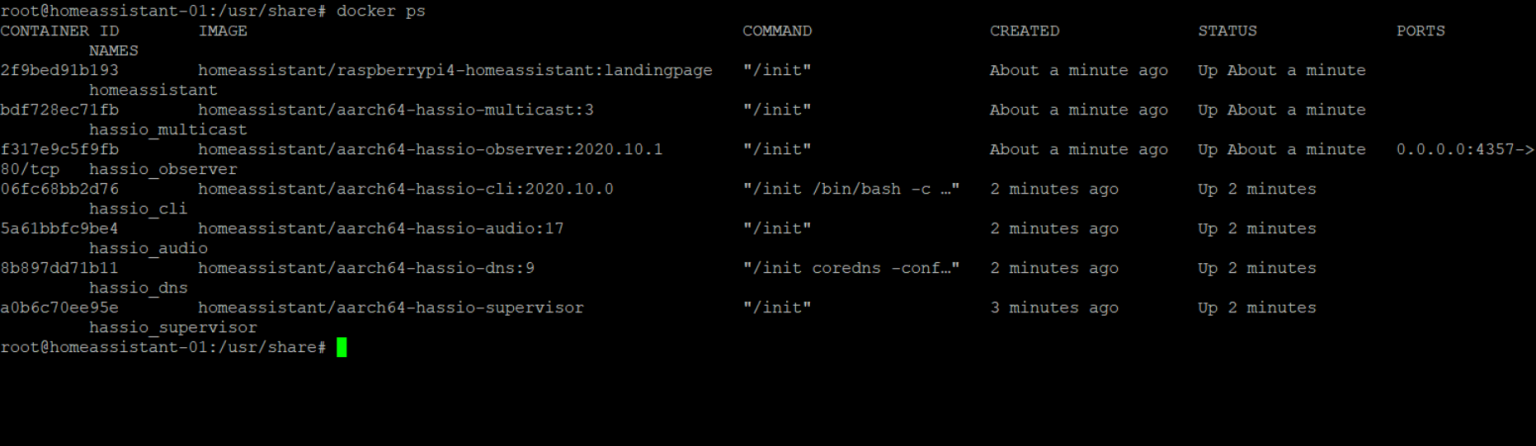 root@homeassistant-01:/usr/share# docker ps
CONTAINER ID        IMAGE                                                  COMMAND                  CREATED              STATUS              PORTS
         NAMES
2f9bed91b193        homeassistant/raspberrypi4-homeassistant:landingpage   "/init"                  About a minute ago   Up About a minute
         homeassistant
bdf728ec71fb        homeassistant/aarch64-hassio-multicast:3               "/init"                  About a minute ago   Up About a minute
         hassio_multicast
f317e9c5f9fb        homeassistant/aarch64-hassio-observer:2020.10.1        "/init"                  About a minute ago   Up About a minute   0.0.0.0:4357->
80/tcp   hassio_observer
06fc68bb2d76        homeassistant/aarch64-hassio-cli:2020.10.0             "/init /bin/bash -c …"   2 minutes ago        Up 2 minutes
         hassio_cli
5a61bbfc9be4        homeassistant/aarch64-hassio-audio:17                  "/init"                  2 minutes ago        Up 2 minutes
         hassio_audio
8b897dd71b11        homeassistant/aarch64-hassio-dns:9                     "/init coredns -conf…"   2 minutes ago        Up 2 minutes
         hassio_dns
a0b6c70ee95e        homeassistant/aarch64-hassio-supervisor                "/init"                  3 minutes ago        Up 2 minutes
         hassio_supervisor
root@homeassistant-01:/usr/share#